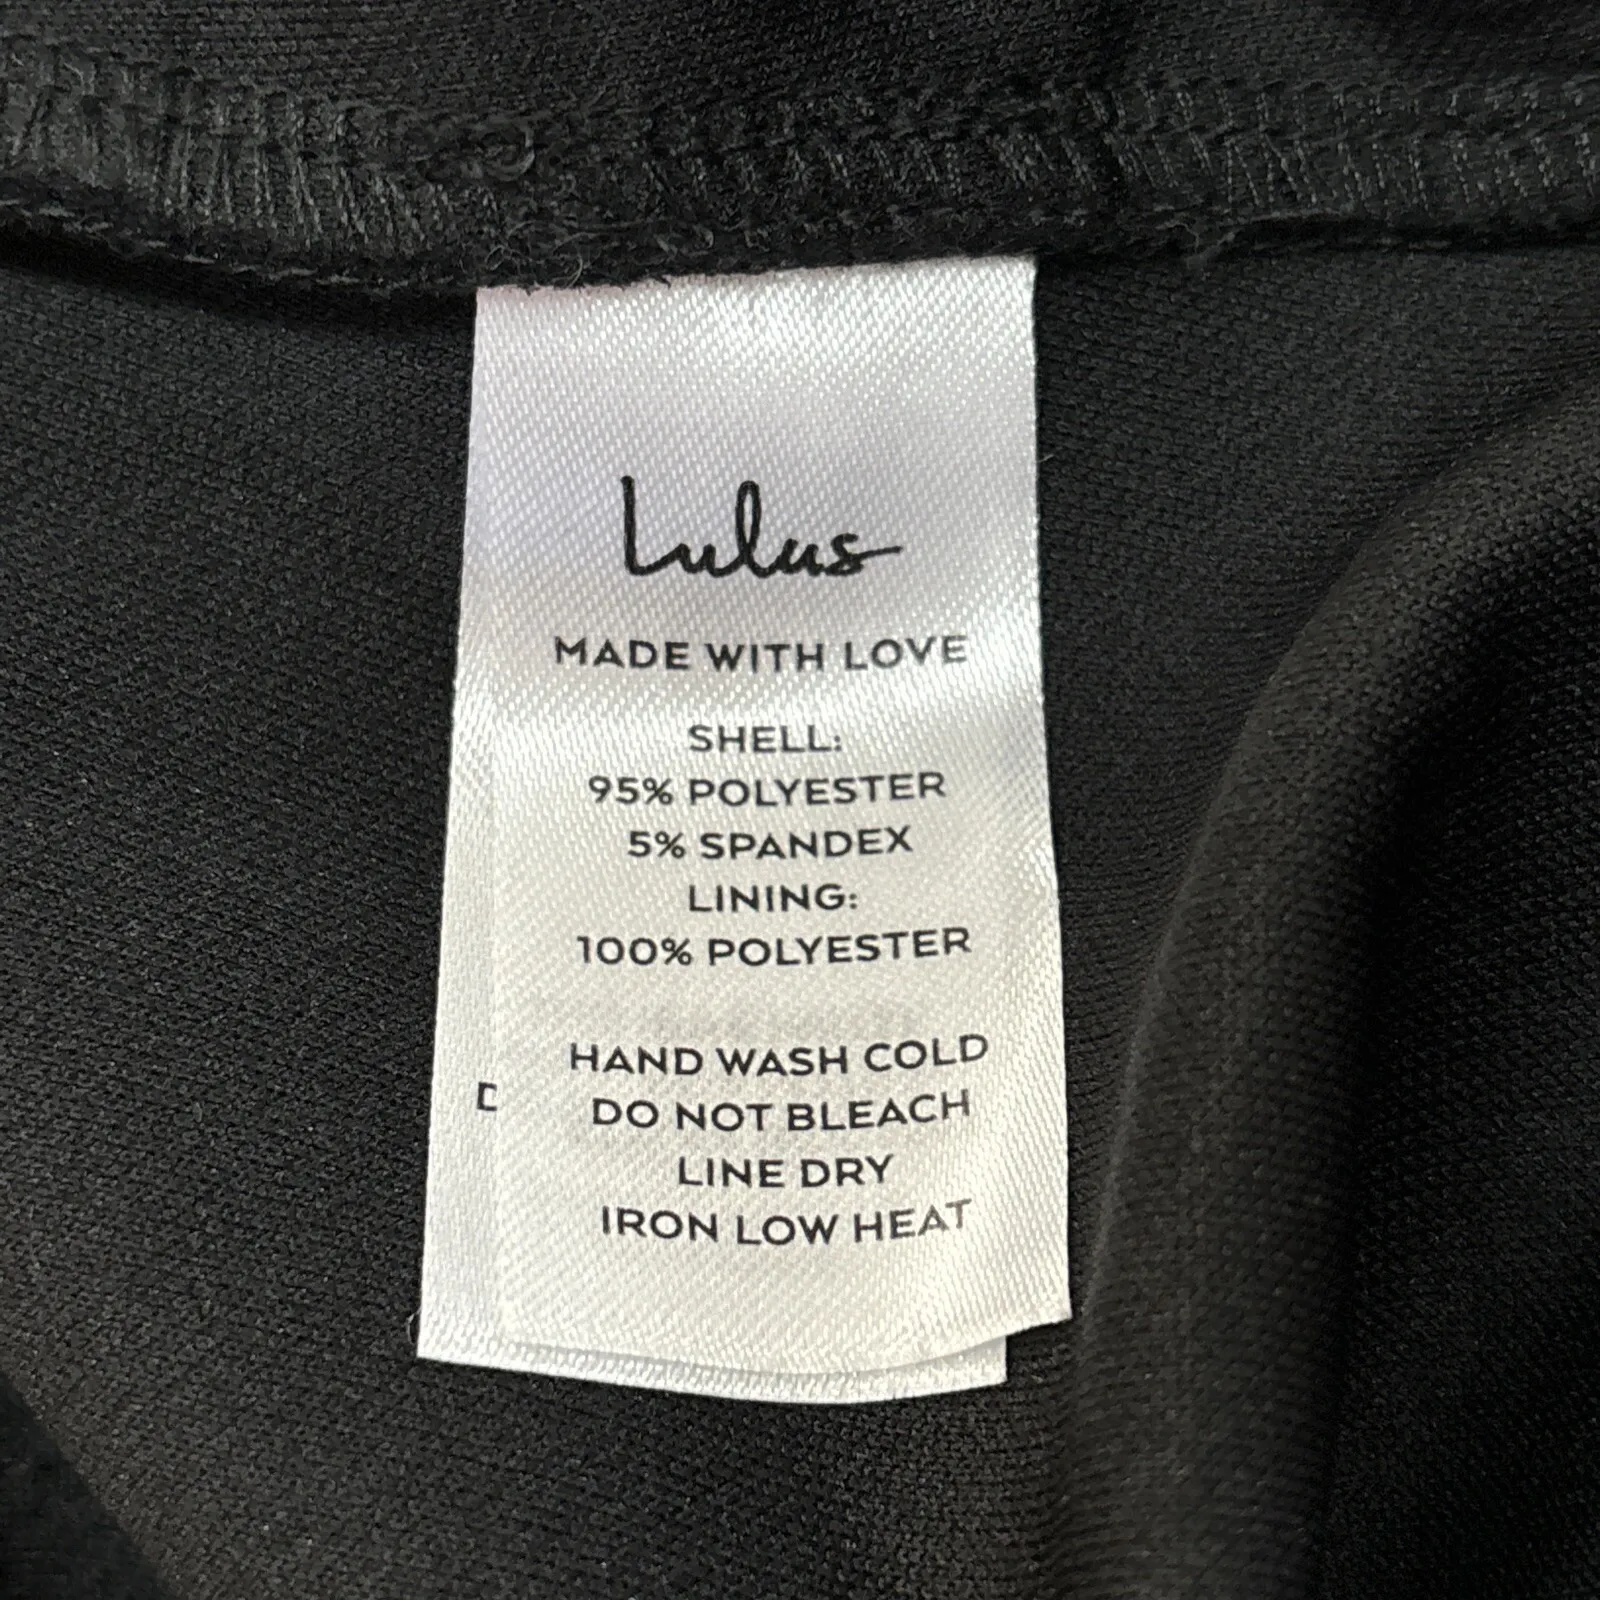 Lulus
MADE WITH LOVE
SHELL:
95% POLYESTER
5% SPANDEX
LINING:
100% POLYESTER
HAND WASH COLD
DO NOT BLEACH
LINE DRY
IRON LOW HEAT